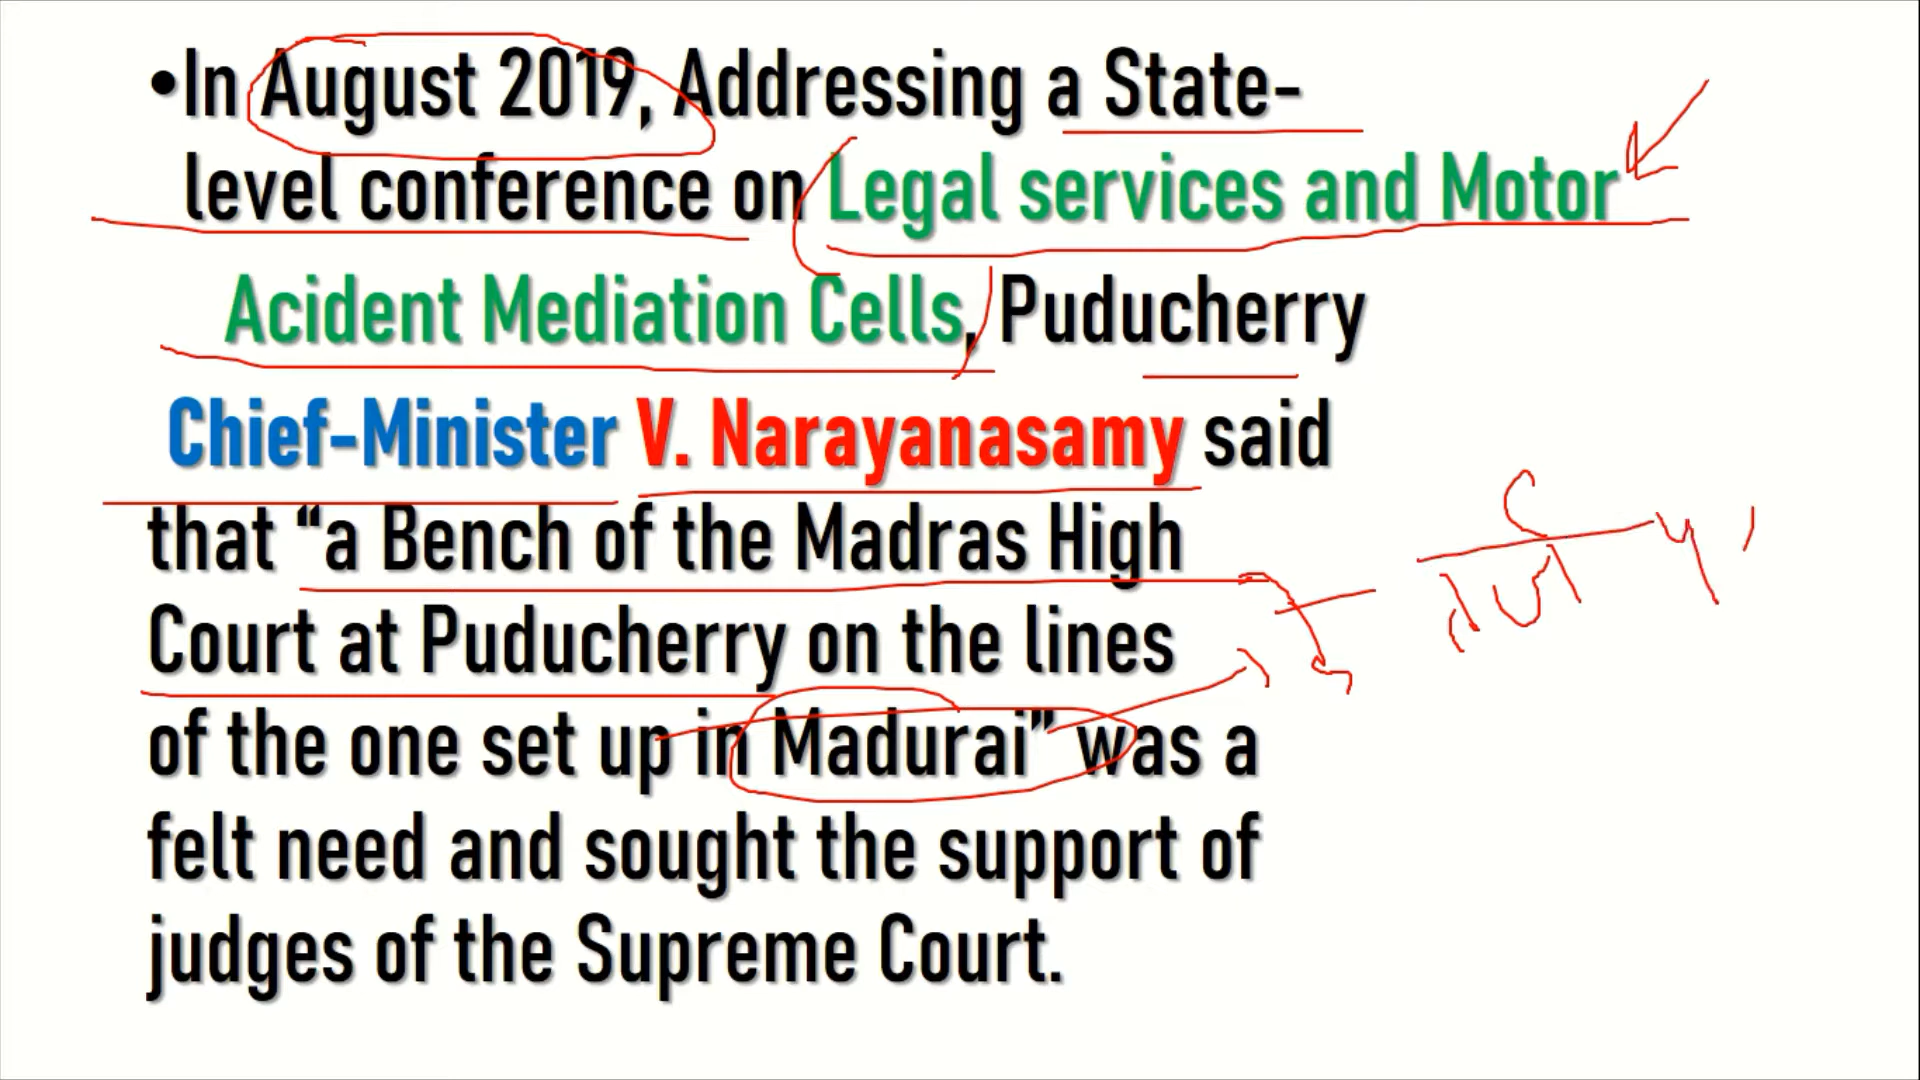 •In August 2019, Addressing a State-
level conference on Legal services and Motor
Acident Mediation Cells, Puducherry
Chief-Minister V. Narayanasamy said
that “a Bench of the Madras High
Court at Puducherry on the lines
of the one set up in Madurai” was a
felt need and sought the support of
judges of the Supreme Court.